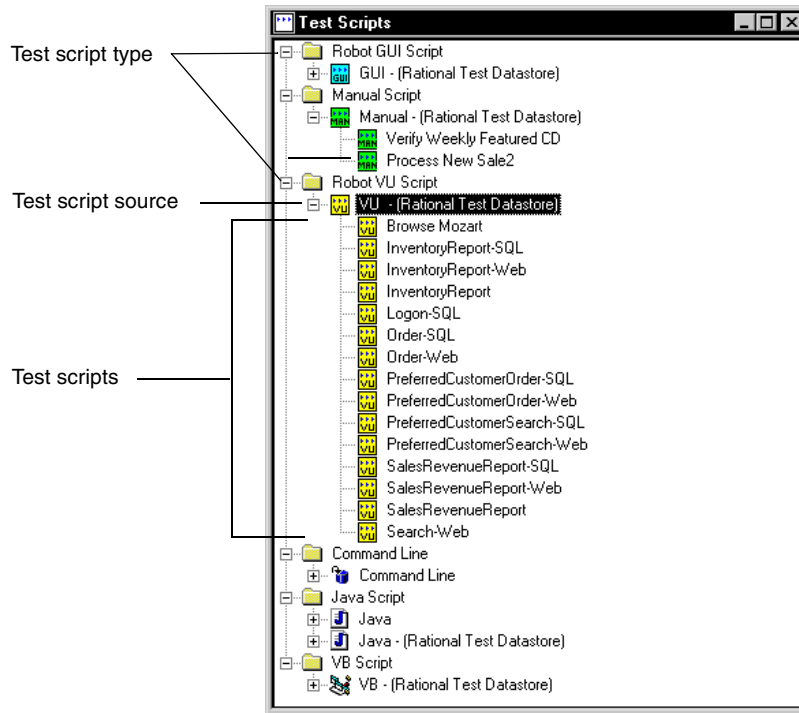 Test Scripts
Test script type
Robot GUI Script
GUI - (Rational Test Datastore)
Manual Script
Manual - (Rational Test Datastore)
Verify Weekly Featured CD
Process New Sale2
Robot VU Script
Test script source
VU - (Rational Test Datastore)
Browse Mozart
InventoryReport-SQL
InventoryReport-Web
InventoryReport
Logon-SQL
Order-SQL
Order-Web
Test scripts
PreferredCustomerOrder-SQL
PreferredCustomerOrder-Web
PreferredCustomerSearch-SQL
PreferredCustomerSearch-Web
SalesRevenueReport-SQL
SalesRevenueReport-Web
SalesRevenueReport
Search-Web
Command Line
Command Line
Java Script
Java
Java - (Rational Test Datastore)
VB Script
VB - (Rational Test Datastore)